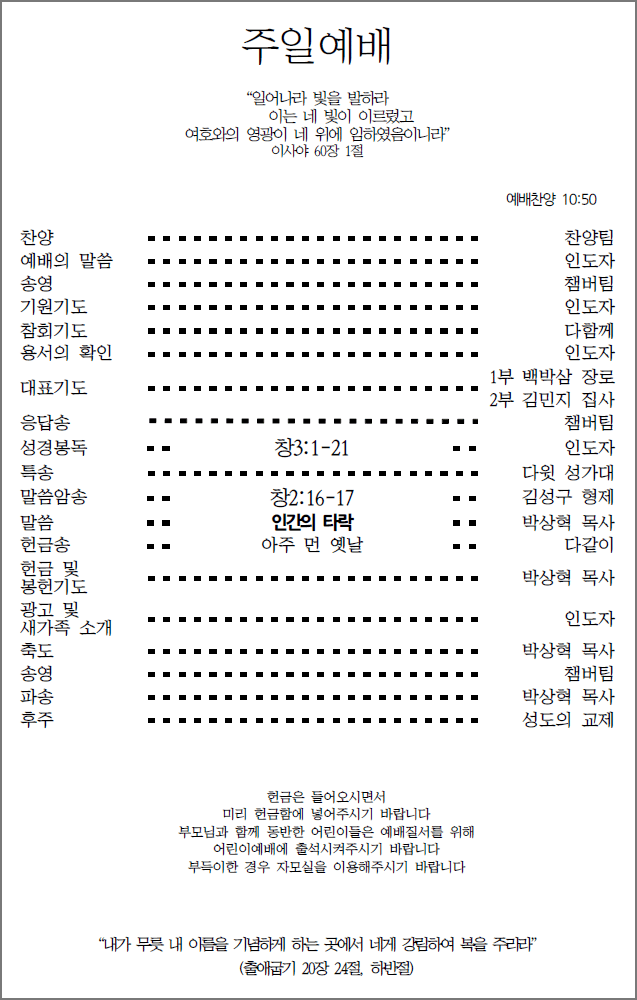 주일예배
“일어나라 빛을 발하라
이는 네 빛이 이르렀고
여호와의 영광이 네 위에 임하였음이니라”
이사야 60장 1절
예배찬양 10:50
찬양 찬양팀
예배의 말씀 인도자
송영 챔버팀
기원기도 인도자
참회기도 다함께
용서의 확인 인도자
대표기도 1부 백박삼 장로
2부 김민지 집사
응답송 챔버팀
성경봉독 창3:1-21 인도자
특송 다윗 성가대
말씀암송 창2:16-17 김성구 형제
말씀 인간의 타락 박상혁 목사
헌금송 아주 먼 옛날 다같이
헌금 및
봉헌기도 박상혁 목사
광고 및
새가족 소개 인도자
축도 박상혁 목사
송영 챔버팀
파송 박상혁 목사
후주 성도의 교제
헌금은 들어오시면서
미리 헌금함에 넣어주시기 바랍니다
부모님과 함께 동반한 어린이들은 예배질서를 위해
어린이예배에 출석시켜주시기 바랍니다
부득이한 경우 자모실을 이용해주시기 바랍니다
“내가 무릇 내 이름을 기념하게 하는 곳에서 네게 강림하여 복을 주리라”
(출애굽기 20장 24절, 하반절)